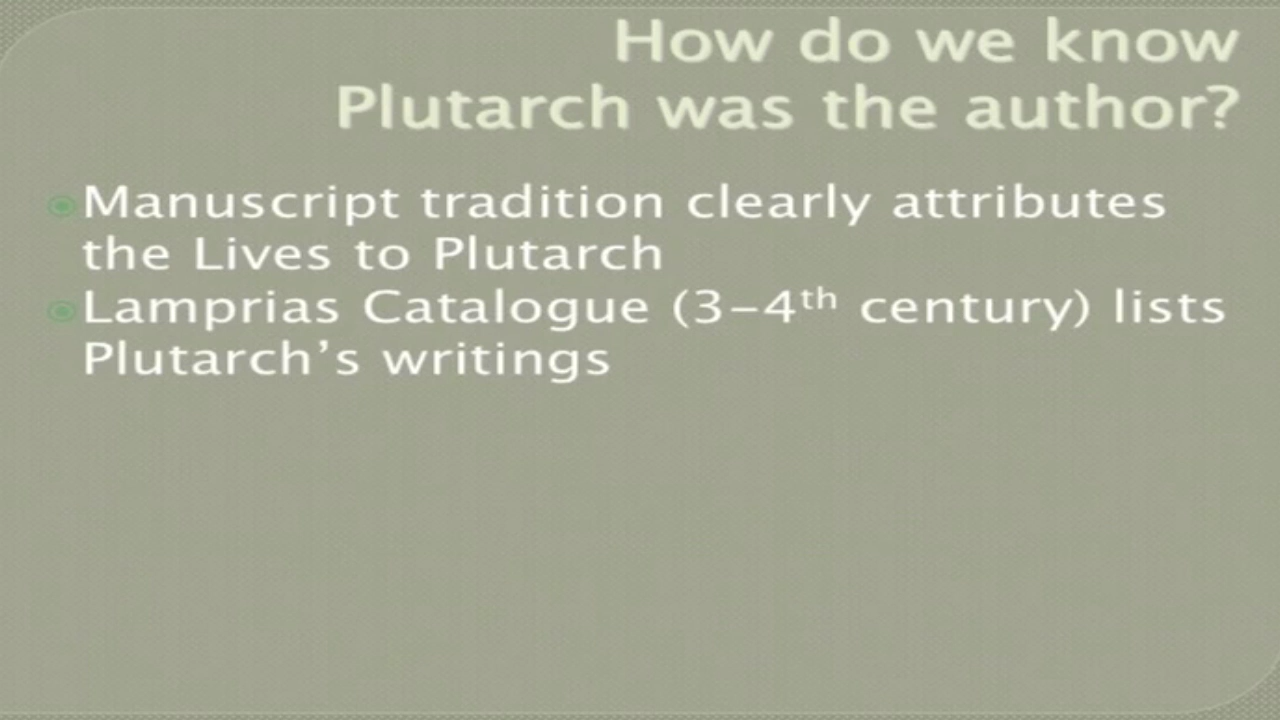 How do we know
Plutarch was the author?
Manuscript tradition clearly attributes
the Lives to Plutarch
Lamprias Catalogue (3–4th century) lists
Plutarch’s writings